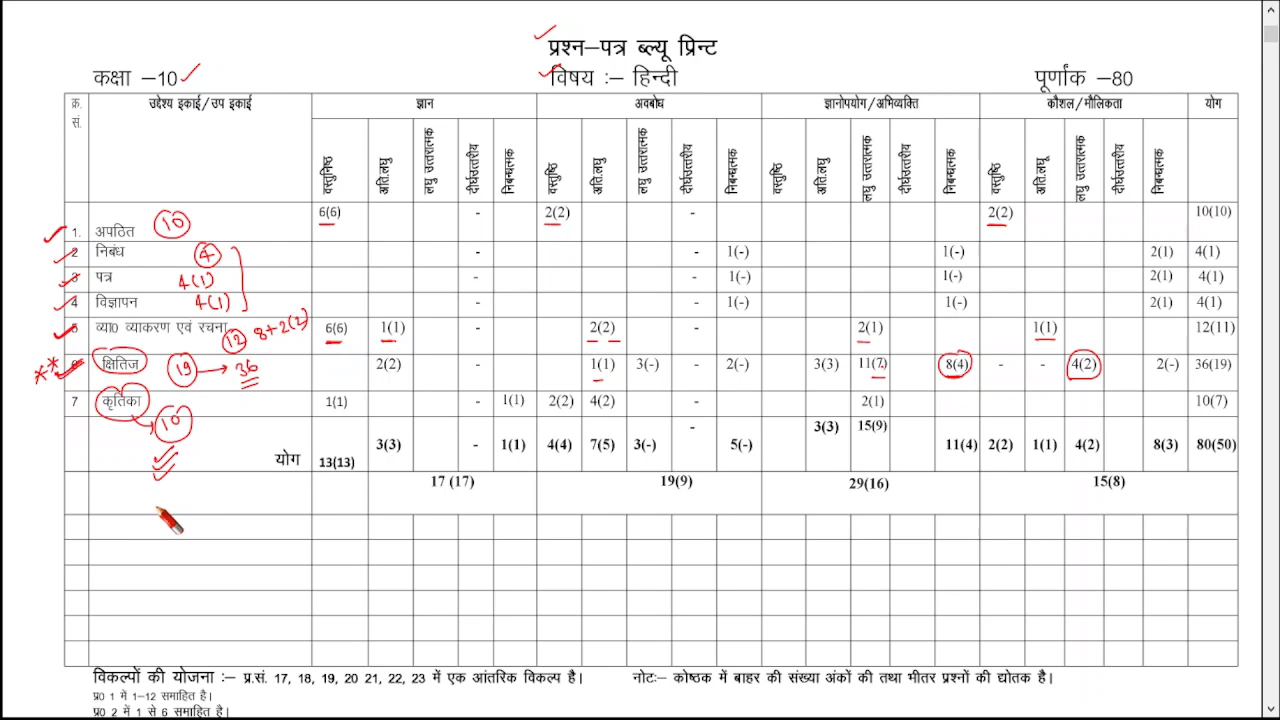 प्रश्न–पत्र ब्ल्यू प्रिन्ट
कक्षा –10 विषय :– हिन्दी पूर्णांक –80
क्र. सं. उद्देश्य इकाई/उप इकाई ज्ञान अवबोध ज्ञानोपयोग/अभिव्यक्ति कौशल/मौलिकता योग
वस्तुनिष्ठ अति.लघु लघु उत्तरात्मक दीर्घउत्तरीय निबन्धत्मक वस्तुष्ठि अति.लघु लघु उत्तरात्मक दीर्घउत्तरीय निबन्धत्मक वस्तुष्ठि अति.लघु लघु उत्तरात्मक दीर्घउत्तरीय निबन्धत्मक वस्तुष्ठि अति.लघू लघु उत्तरात्मक दीर्घउत्तरीय निबन्धत्मक
1. अपठित 10 6(6) - 2(2) - 2(2) 10(10)
2 निबंध 4 - - 1(-) 1(-) 2(1) 4(1)
3 पत्र 4(1) - - 1(-) 1(-) 2(1) 4(1)
4 विज्ञापन 4(1) - - 1(-) 1(-) 2(1) 4(1)
5 व्या0 व्याकरण एवं रचना 12 8+2(2) 6(6) 1(1) - 2(2) - 2(1) 1(1) 12(11)
** 6 क्षितिज 19 → 36 2(2) - 1(1) 3(-) - 2(-) 3(3) 11(7) 8(4) - - 4(2) 2(-) 36(19)
7 कृतिका 10 1(1) - 1(1) 2(2) 4(2) - 2(1) 10(7)
योग 13(13) 3(3) - 1(1) 4(4) 7(5) 3(-) - 5(-) 3(3) 15(9) 11(4) 2(2) 1(1) 4(2) 8(3) 80(50)
17 (17) 19(9) 29(16) 15(8)
विकल्पों की योजना :– प्र.सं. 17, 18, 19, 20 21, 22, 23 में एक आंतरिक विकल्प है। नोटः– कोष्ठक में बाहर की संख्या अंकों की तथा भीतर प्रश्नों की द्योतक है।
प्र0 1 में 1–12 समाहित है।
प्र0 2 में 1 से 6 समाहित है।